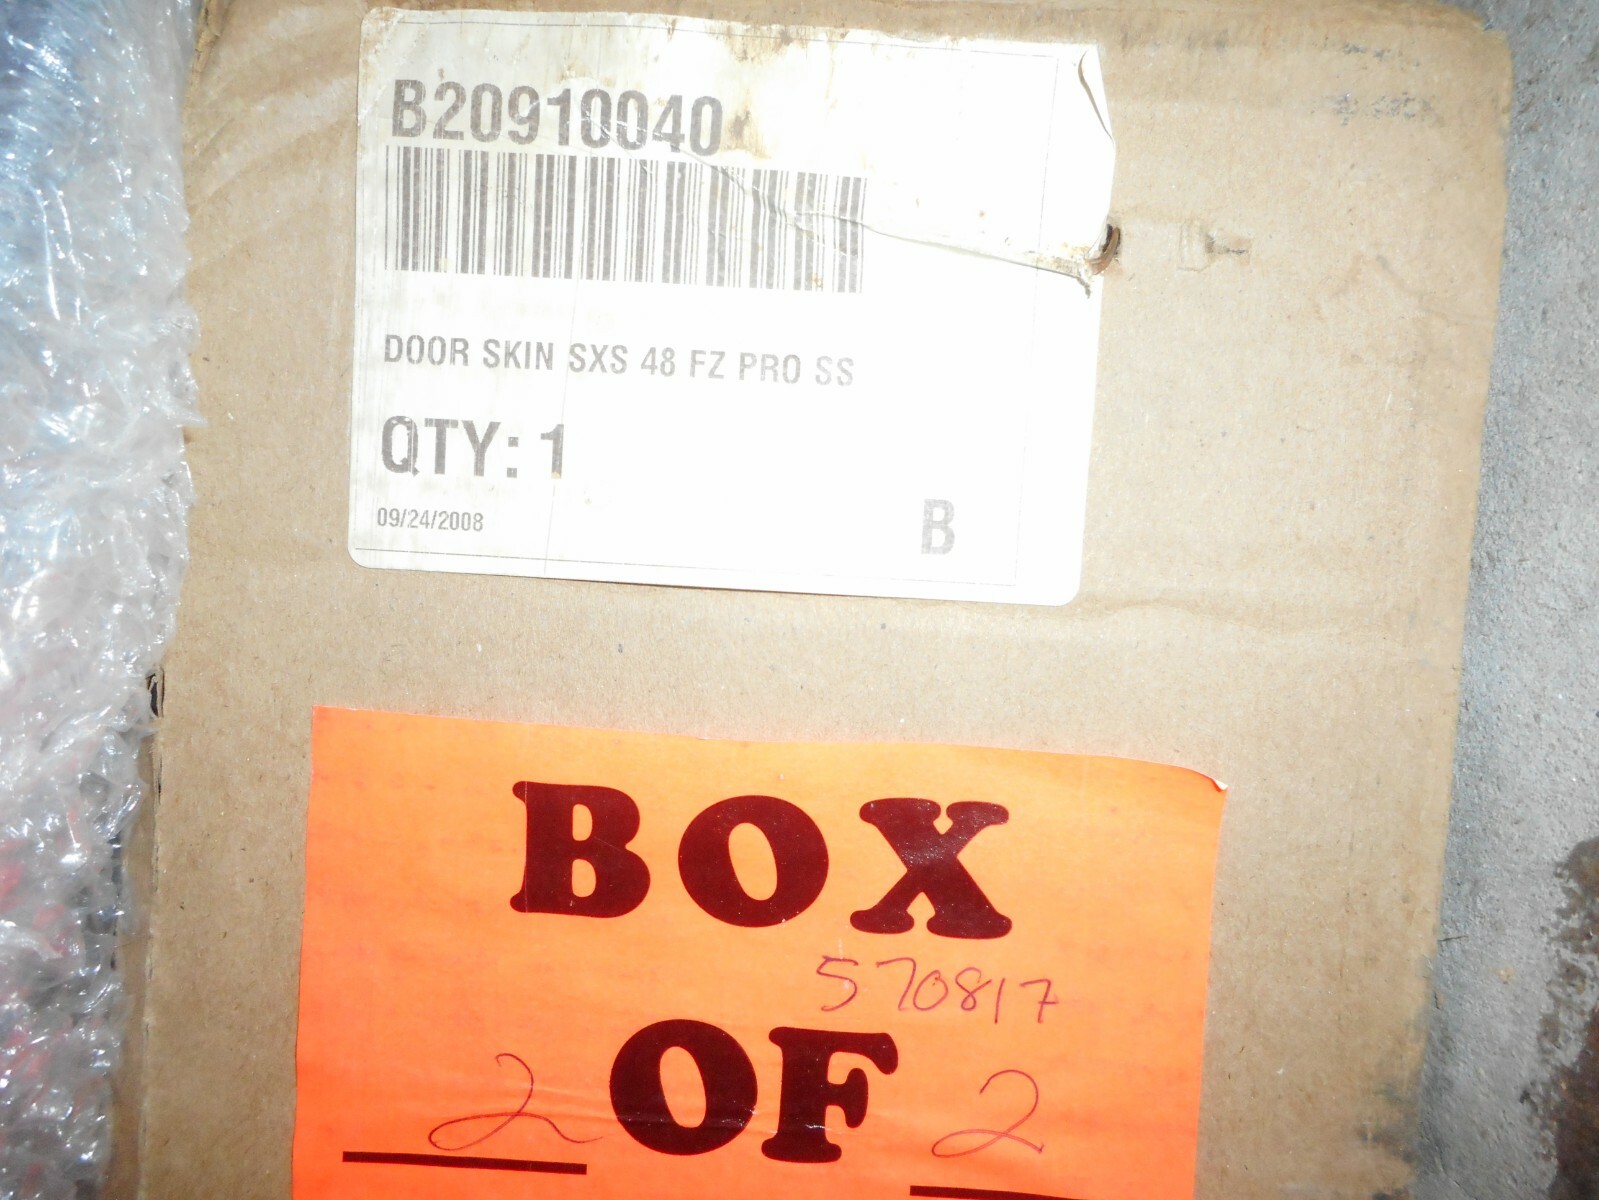 B20910040
DOOR SKIN SXS 48 FZ PRO SS
QTY: 1
09/24/2008
B
BOX
570817
2 OF 2